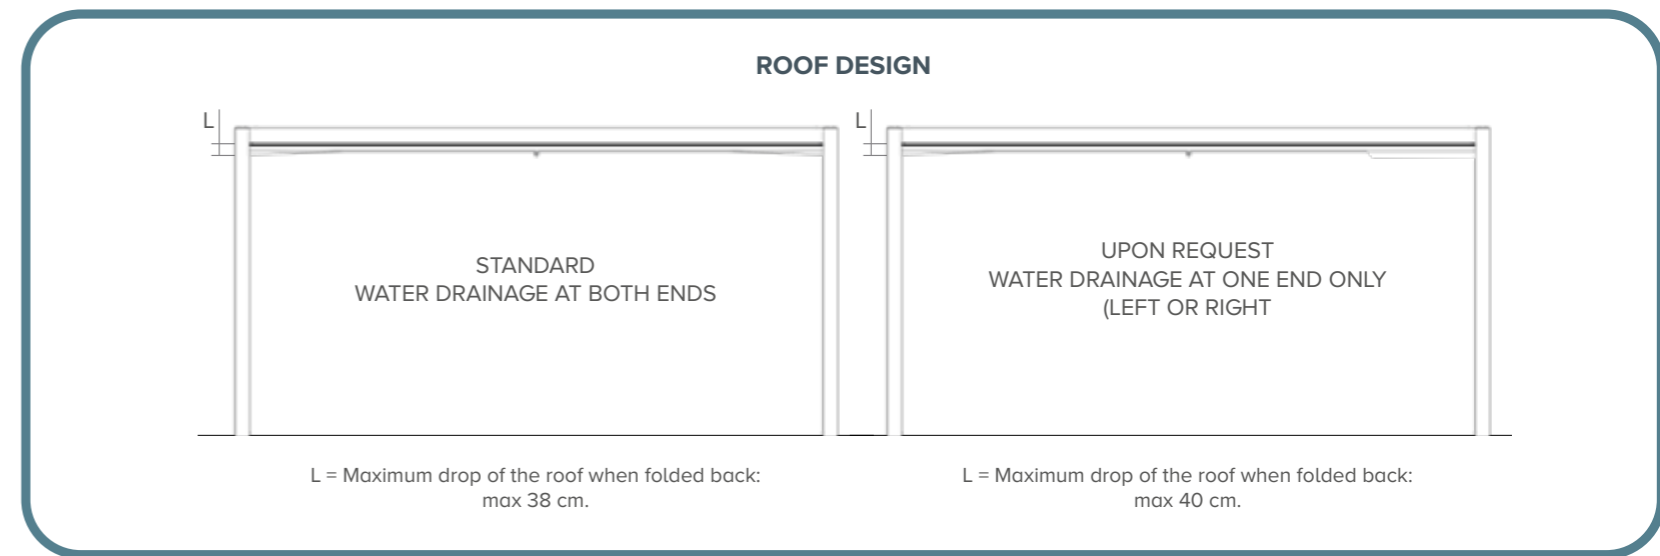 ROOF DESIGN
L
L
STANDARD
WATER DRAINAGE AT BOTH ENDS
UPON REQUEST
WATER DRAINAGE AT ONE END ONLY
(LEFT OR RIGHT
L = Maximum drop of the roof when folded back:
max 38 cm.
L = Maximum drop of the roof when folded back:
max 40 cm.